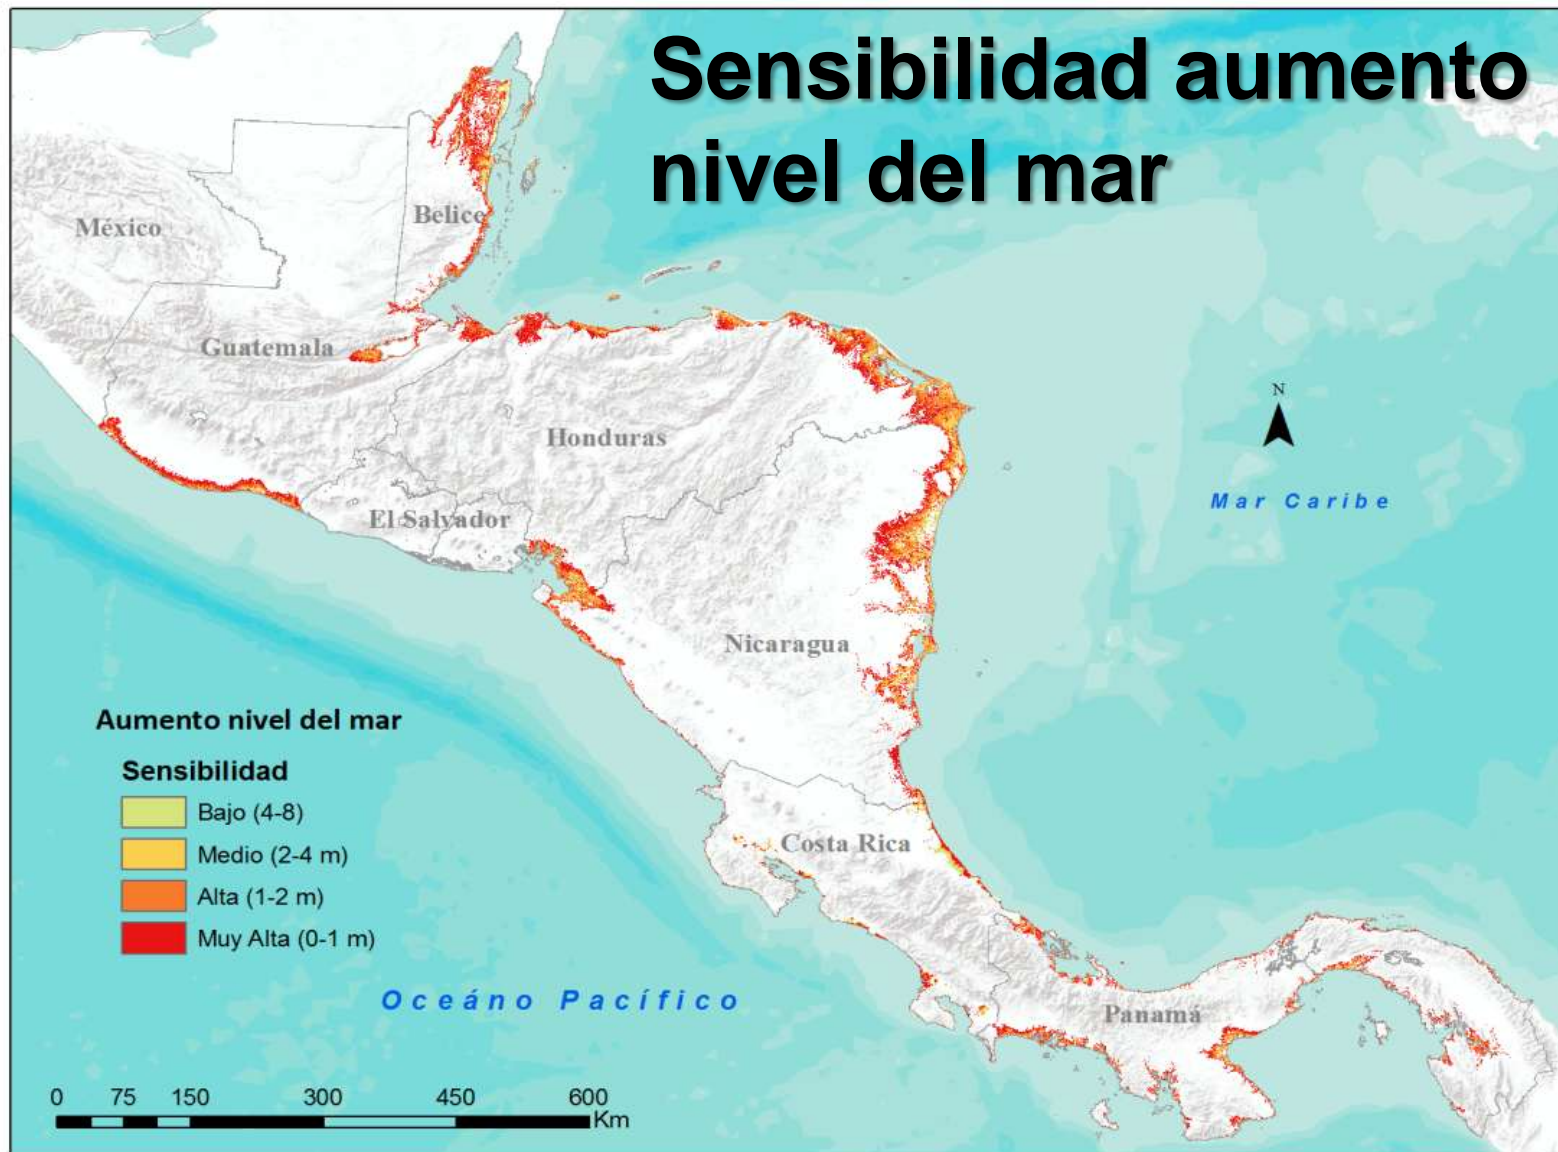 Sensibilidad aumento
nivel del mar
México
Belice
Guatemala
Honduras
El Salvador
Nicaragua
Costa Rica
Panamá
N
Mar Caribe
Aumento nivel del mar
Sensibilidad
Bajo (4-8)
Medio (2-4 m)
Alta (1-2 m)
Muy Alta (0-1 m)
Oceáno Pacífico
0 75 150 300 450 600
Km